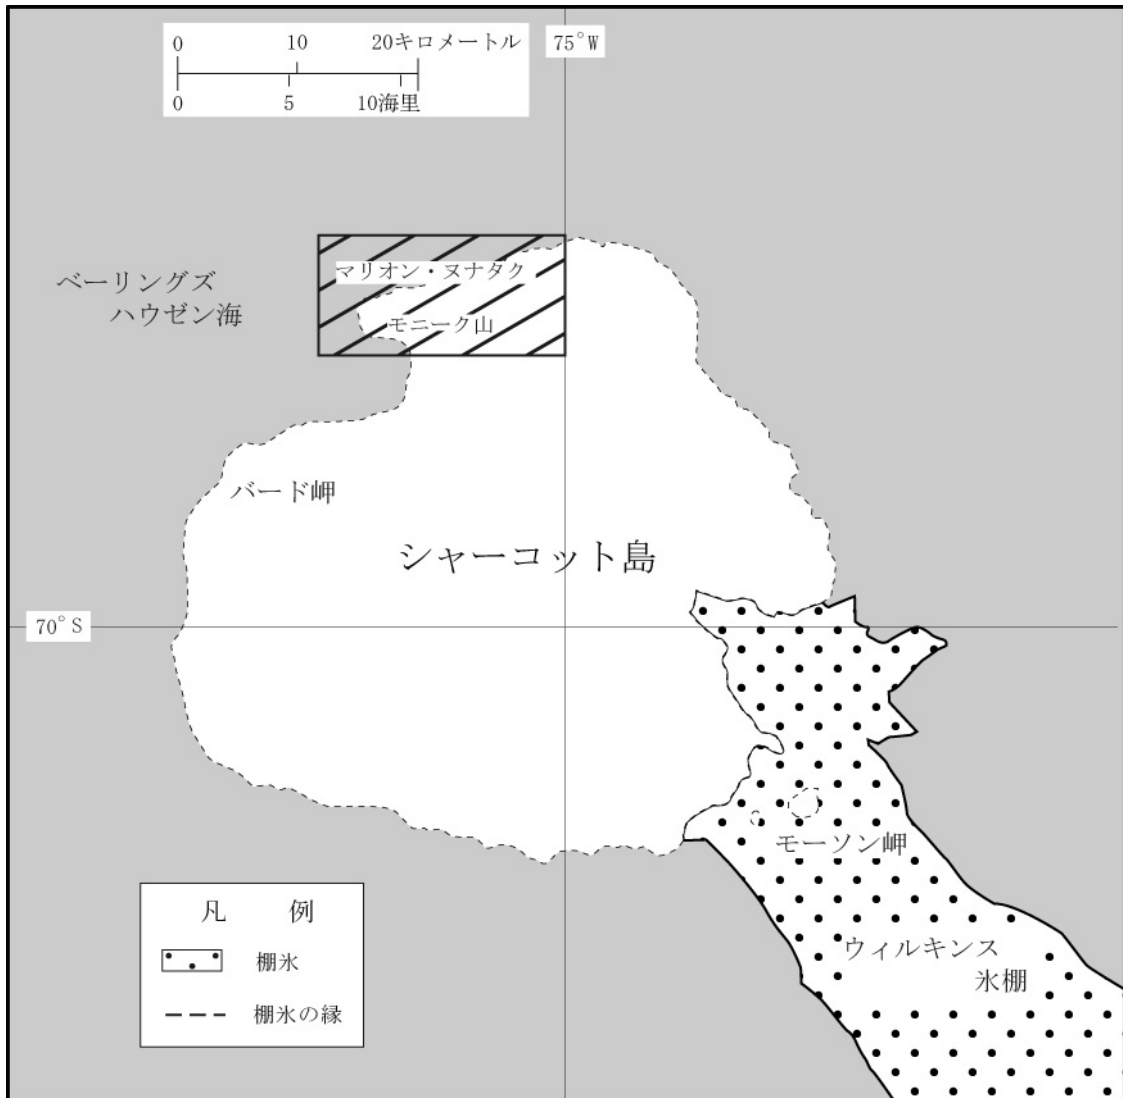 0 10 20キロメートル
0 5 10海里
75°W
マリオン・ヌナタク
モニーク山
ベーリングズ
ハウゼン海
バード岬
シャーコット島
70°S
モーソン岬
ウィルキンス
氷棚
凡 例
棚氷
棚氷の縁